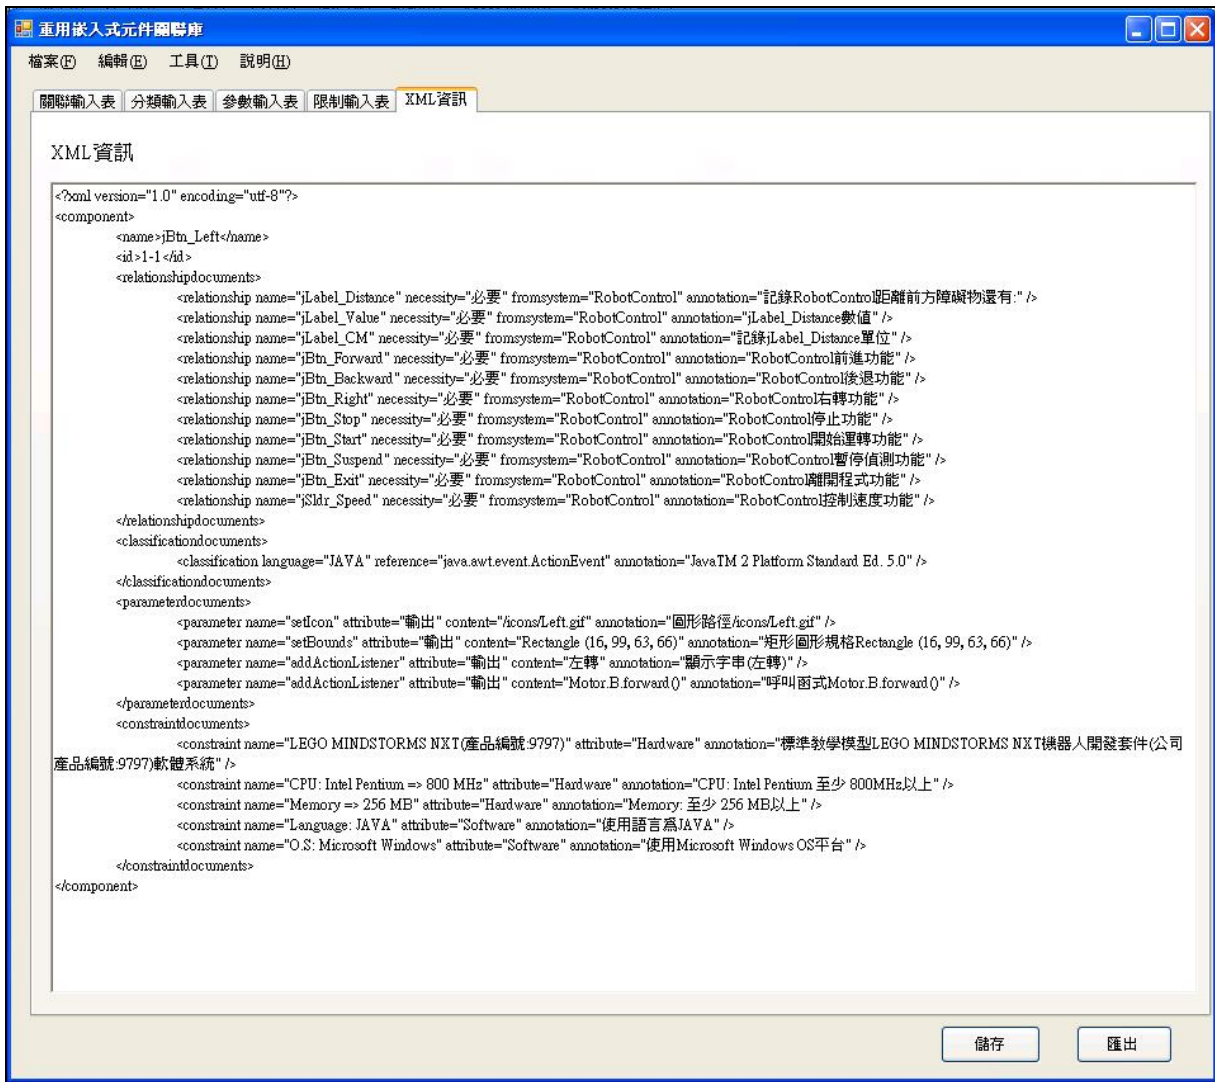 重用嵌入式元件關聯庫
檔案(F) 編輯(E) 工具(T) 說明(H)
關聯輸入表 分類輸入表 參數輸入表 限制輸入表 XML資訊
XML資訊
<?xml version="1.0" encoding="utf-8"?>
<component>
<name>jBtn_Left</name>
<id>1-1</id>
<relationshipdocuments>
<relationship name="jLabel_Distance" necessity="必要" fromsystem="RobotControl" annotation="記錄RobotControl距離前方障礙物還有:" />
<relationship name="jLabel_Value" necessity="必要" fromsystem="RobotControl" annotation="jLabel_Distance數值" />
<relationship name="jLabel_CM" necessity="必要" fromsystem="RobotControl" annotation="記錄jLabel_Distance單位" />
<relationship name="jBtn_Forward" necessity="必要" fromsystem="RobotControl" annotation="RobotControl前進功能" />
<relationship name="jBtn_Backward" necessity="必要" fromsystem="RobotControl" annotation="RobotControl後退功能" />
<relationship name="jBtn_Right" necessity="必要" fromsystem="RobotControl" annotation="RobotControl右轉功能" />
<relationship name="jBtn_Stop" necessity="必要" fromsystem="RobotControl" annotation="RobotControl停止功能" />
<relationship name="jBtn_Start" necessity="必要" fromsystem="RobotControl" annotation="RobotControl開始運轉功能" />
<relationship name="jBtn_Suspend" necessity="必要" fromsystem="RobotControl" annotation="RobotControl暫停偵測功能" />
<relationship name="jBtn_Exit" necessity="必要" fromsystem="RobotControl" annotation="RobotControl離開程式功能" />
<relationship name="jSldr_Speed" necessity="必要" fromsystem="RobotControl" annotation="RobotControl控制速度功能" />
</relationshipdocuments>
<classificationdocuments>
<classification language="JAVA" reference="java.awt.event.ActionEvent" annotation="JavaTM 2 Platform Standard Ed. 5.0" />
</classificationdocuments>
<parameterdocuments>
<parameter name="setIcon" attribute="輸出" content="/icons/Left.gif" annotation="圖形路徑/icons/Left.gif" />
<parameter name="setBounds" attribute="輸出" content="Rectangle (16, 99, 63, 66)" annotation="矩形圖形規格Rectangle (16, 99, 63, 66)" />
<parameter name="addActionListener" attribute="輸出" content="左轉" annotation="顯示字串(左轉)" />
<parameter name="addActionListener" attribute="輸出" content="Motor.B.forward()" annotation="呼叫函式Motor.B.forward()" />
</parameterdocuments>
<constraintdocuments>
<constraint name="LEGO MINDSTORMS NXT(產品編號:9797)" attribute="Hardware" annotation="標準教學模型LEGO MINDSTORMS NXT機器人開發套件(公司
產品編號:9797)軟體系統" />
<constraint name="CPU: Intel Pentium => 800 MHz" attribute="Hardware" annotation="CPU: Intel Pentium 至少 800MHz以上" />
<constraint name="Memory => 256 MB" attribute="Hardware" annotation="Memory: 至少 256 MB以上" />
<constraint name="Language: JAVA" attribute="Software" annotation="使用語言為JAVA" />
<constraint name="O.S: Microsoft Windows" attribute="Software" annotation="使用Microsoft Windows OS平台" />
</constraintdocuments>
</component>
儲存 匯出